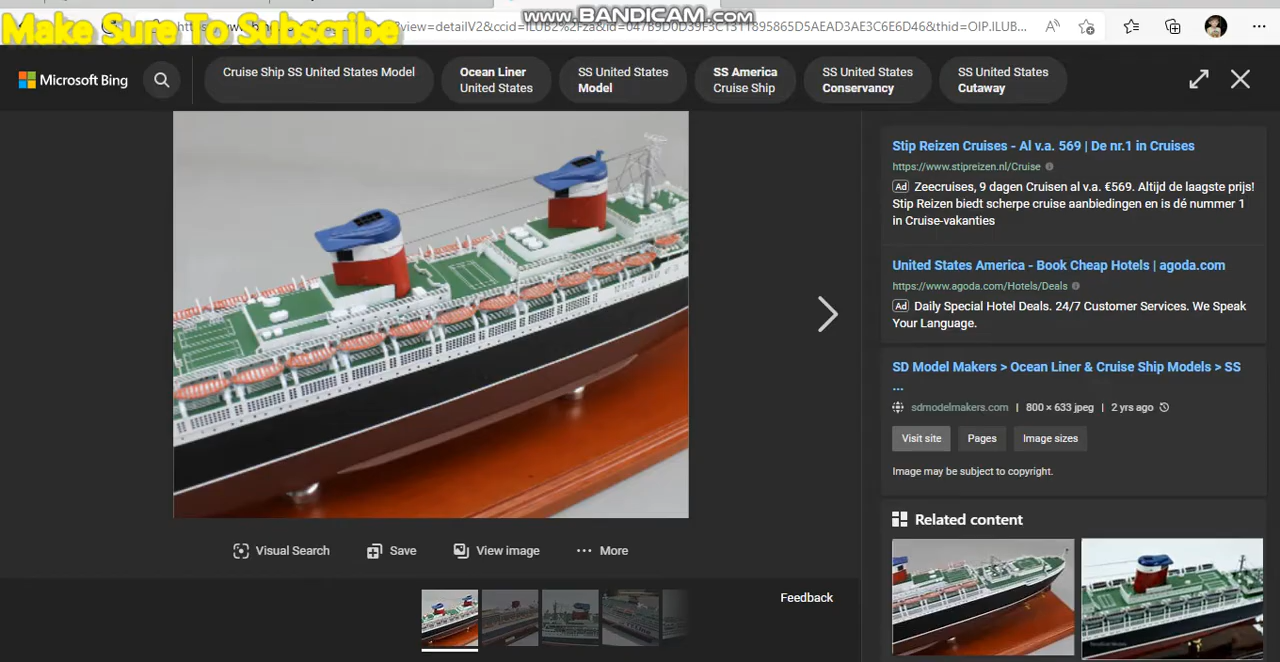 www.BANDICAM.com
Make Sure To Subscribe
view=detailV2&ccid=
Microsoft Bing
Cruise Ship SS United States Model
Ocean Liner
United States
SS United States
Model
SS America
Cruise Ship
SS United States
Conservancy
SS United States
Cutaway
Stip Reizen Cruises - Al v.a. 569 | De nr.1 in Cruises
https://www.stipreizen.nl/Cruise
Ad Zeecruises, 9 dagen Cruisen al v.a. €569. Altijd de laagste prijs!
Stip Reizen biedt scherpe cruise aanbiedingen en is dé nummer 1
in Cruise-vakanties
United States America - Book Cheap Hotels | agoda.com
https://www.agoda.com/Hotels/Deals
Ad Daily Special Hotel Deals. 24/7 Customer Services. We Speak
Your Language.
SD Model Makers > Ocean Liner & Cruise Ship Models > SS
...
sdmodelmakers.com | 800 × 633 jpeg | 2 yrs ago
Visit site
Pages
Image sizes
Image may be subject to copyright.
Related content
Visual Search
Save
View image
More
Feedback